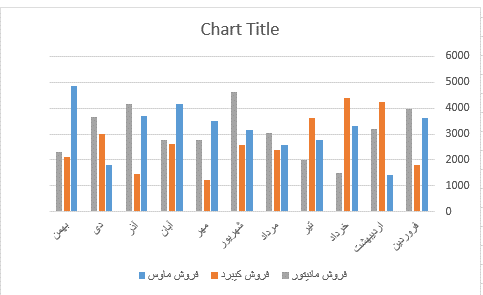 Chart Title
6000
5000
4000
3000
2000
1000
0
فروردین
اردیبهشت
خرداد
تیر
مرداد
شهریور
مهر
آبان
آذر
دی
بهمن
فروش ماوس
فروش کیبرد
فروش مانیتور